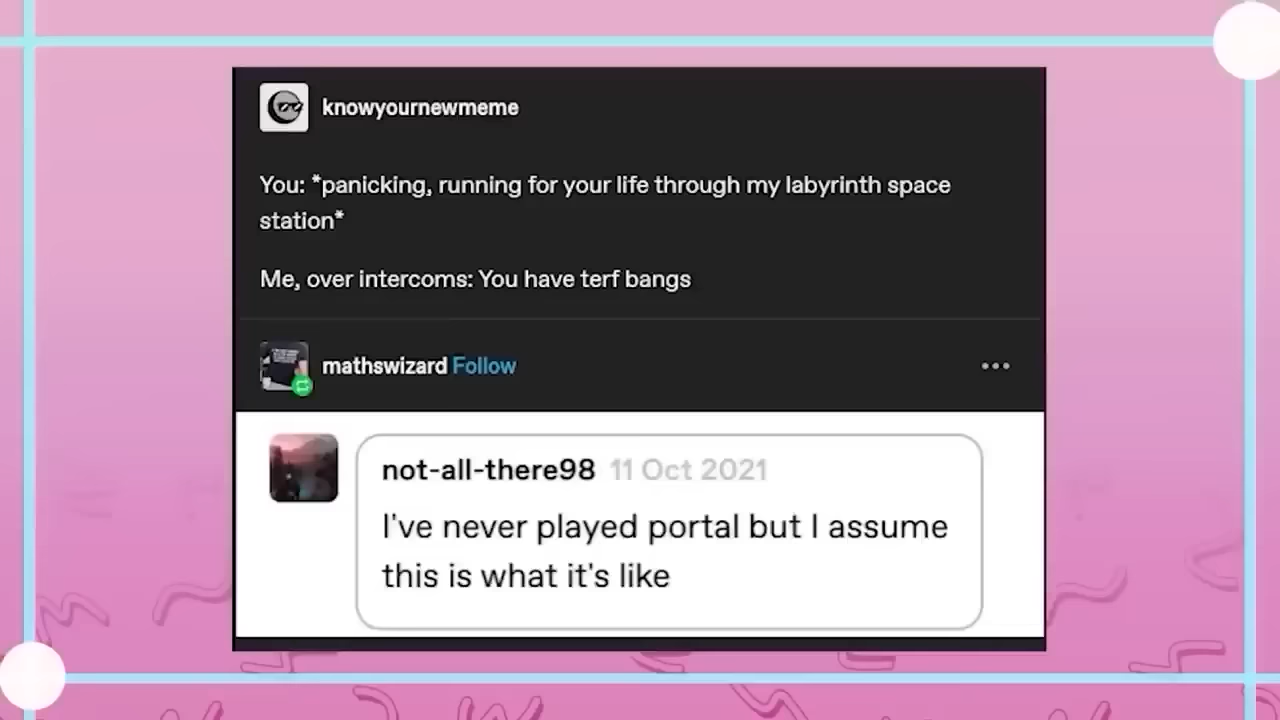 knowyournewmeme
You: *panicking, running for your life through my labyrinth space
station*
Me, over intercoms: You have terf bangs
mathswizard Follow
not-all-there98 11 Oct 2021
I've never played portal but I assume
this is what it's like